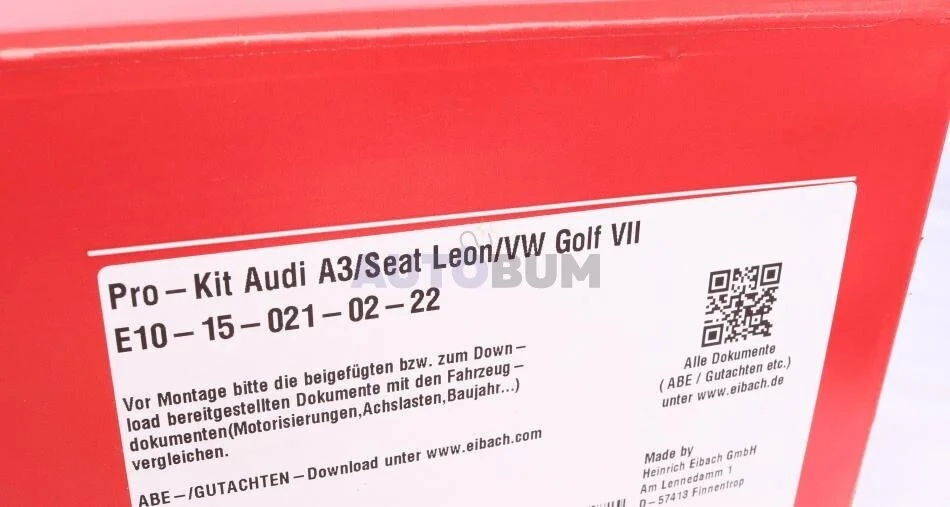 Pro-Kit Audi A3/Seat Leon/VW Golf VII
AUTOBUM
E10-15-021-02-22
Vor Montage bitte die beigefügten bzw. zum Down-
load bereitgestellten Dokumente mit den Fahrzeug-
dokumenten(Motorisierungen,Achslasten,Baujahr...)
vergleichen.
ABE-/GUTACHTEN-Download unter www.eibach.com
Alle Dokumente
(ABE / Gutachten etc.)
unter www.eibach.de
Made by
Heinrich Eibach GmbH
Am Lennedamm 1
D-57413 Finnentrop